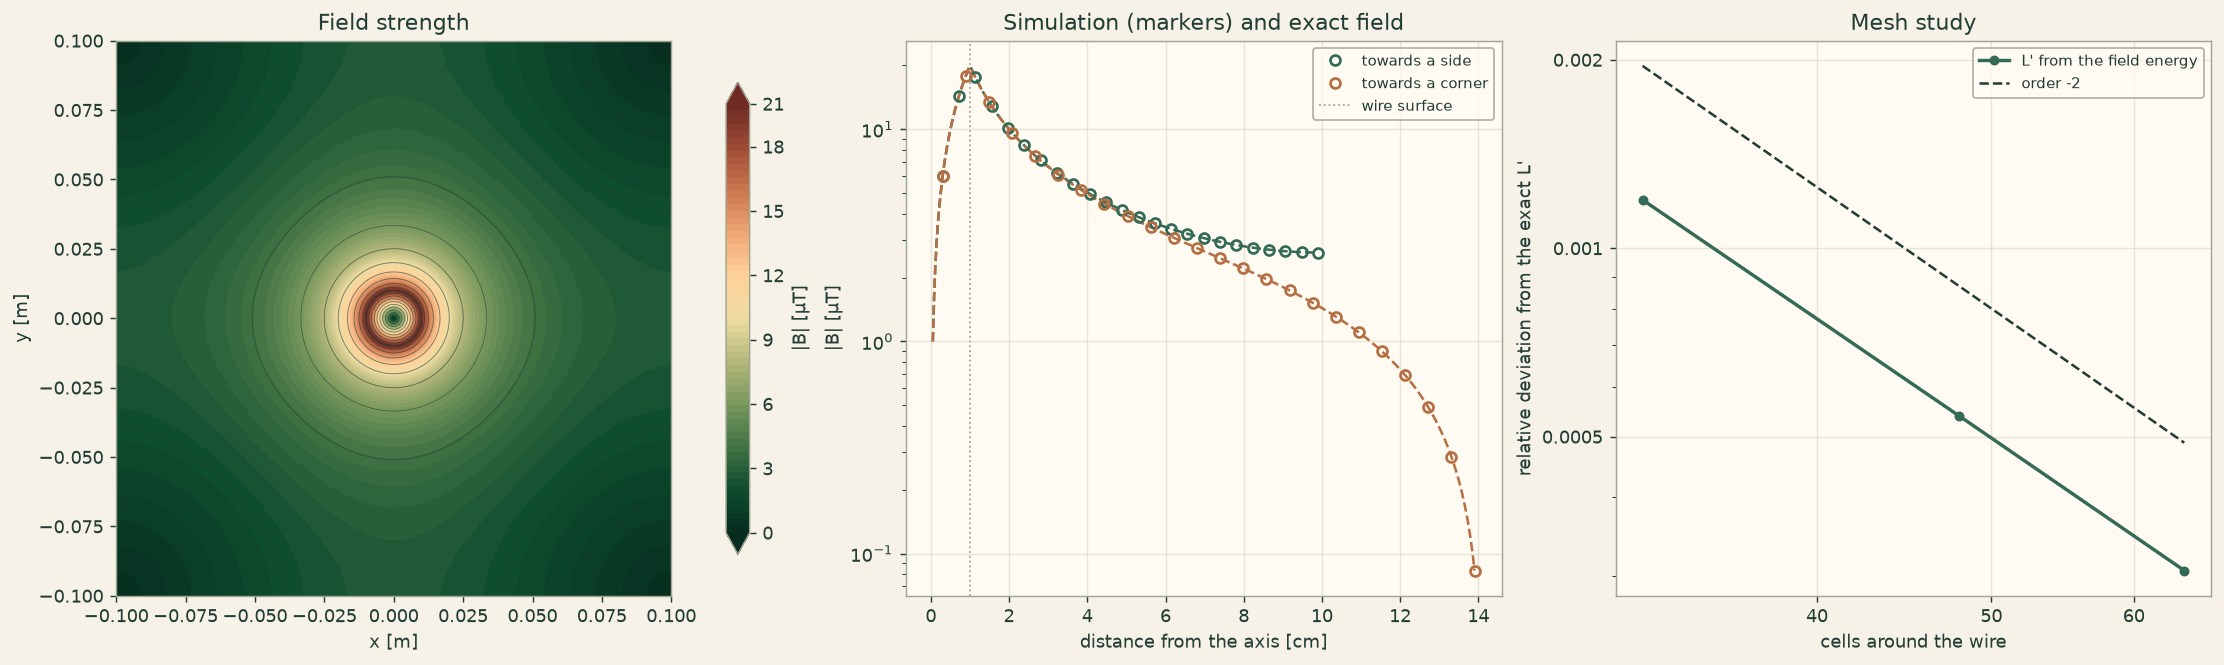 Field strength
0.100
0.075
0.050
0.025
0.000
−0.025
−0.050
−0.075
−0.100
y [m]
−0.100 −0.075 −0.050 −0.025 0.000 0.025 0.050 0.075 0.100
x [m]
21
18
15
12
9
6
3
0
|B| [µT]
Simulation (markers) and exact field
|B| [µT]
10¹
10⁰
10⁻¹
towards a side
towards a corner
wire surface
0 2 4 6 8 10 12 14
distance from the axis [cm]
Mesh study
relative deviation from the exact L'
0.002
0.001
0.0005
L' from the field energy
order -2
40 50 60
cells around the wire